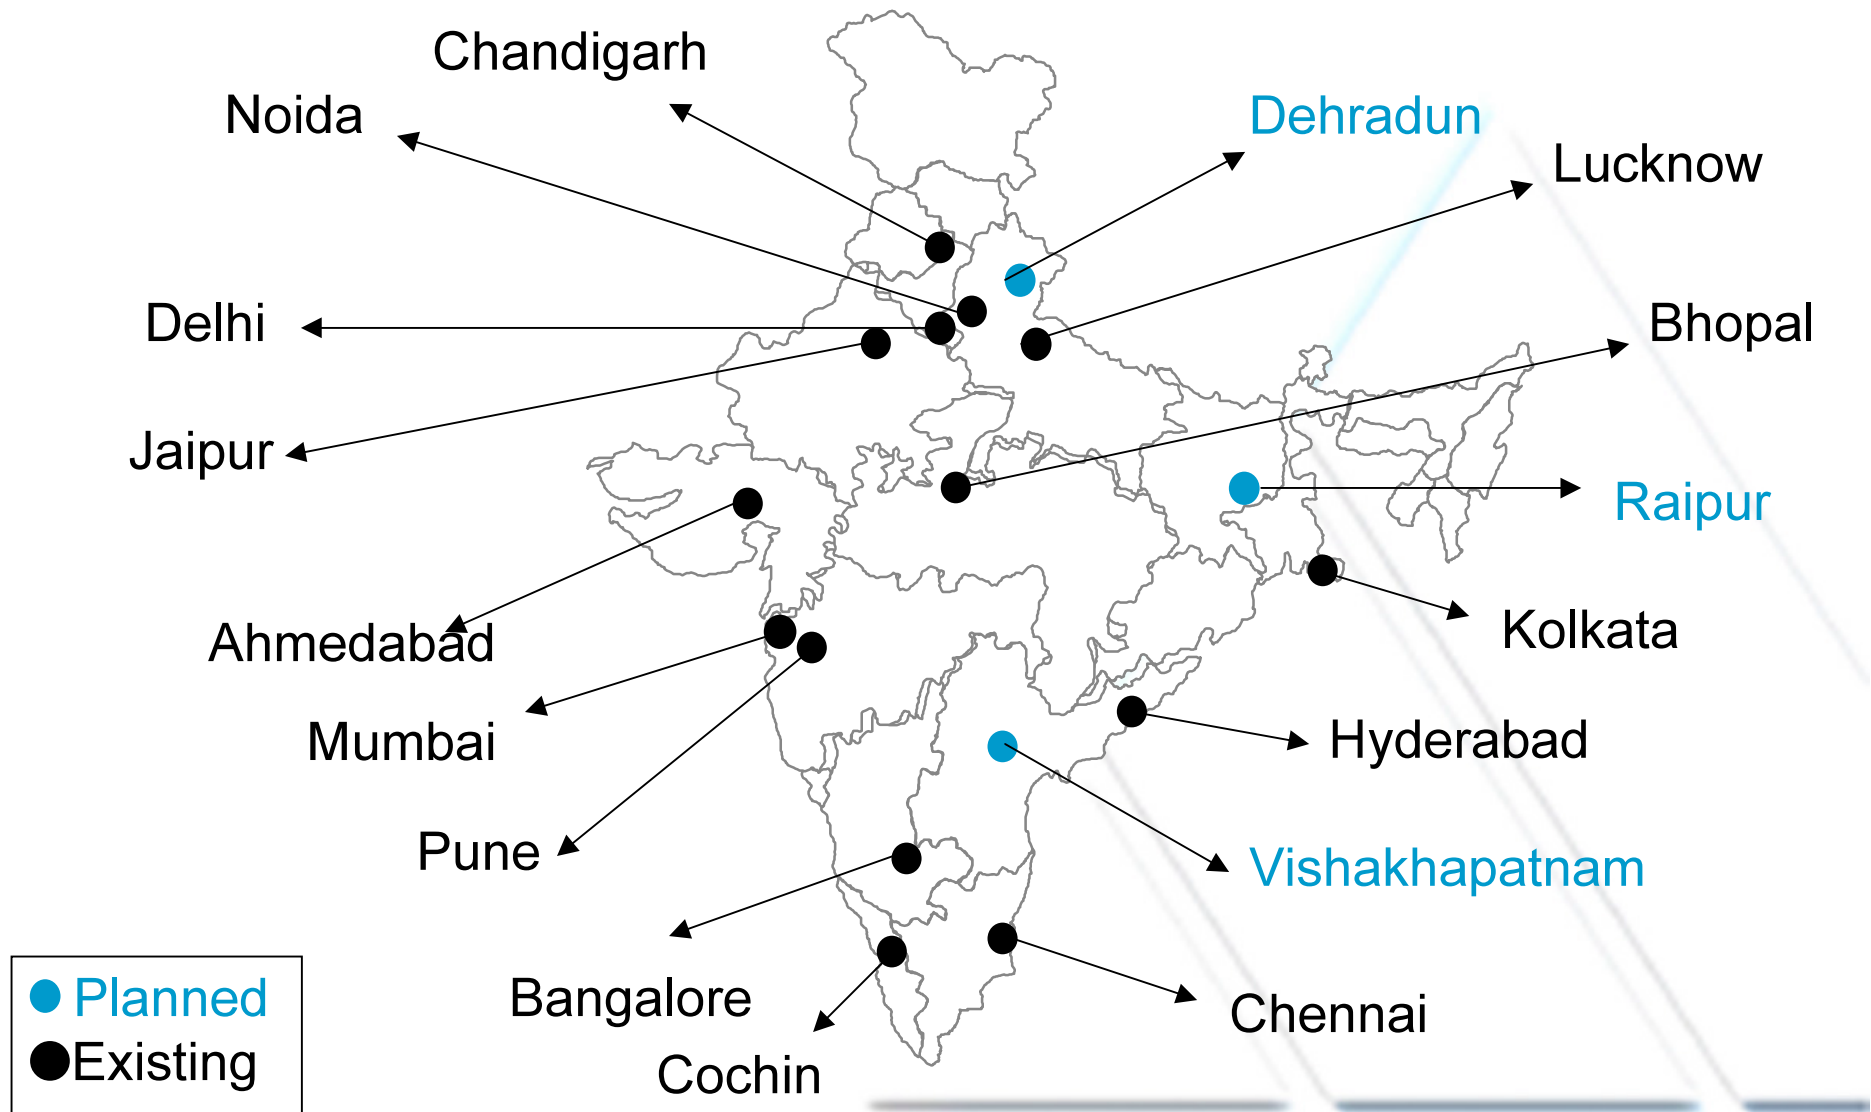 Chandigarh
Noida
Dehradun
Lucknow
Delhi
Bhopal
Jaipur
Raipur
Ahmedabad
Kolkata
Mumbai
Hyderabad
Pune
Vishakhapatnam
Bangalore
Chennai
Cochin
Planned
Existing